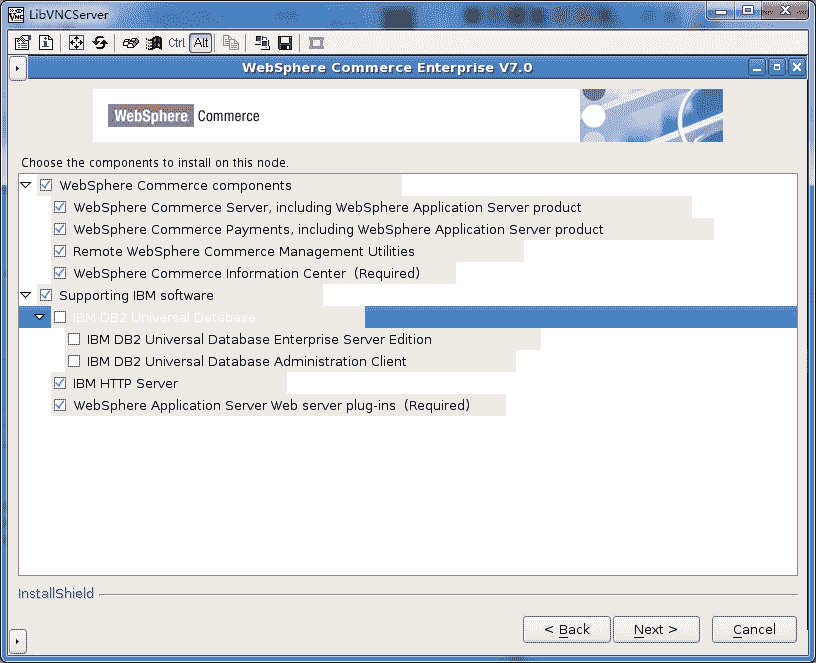 LibVNCServer
Ctrl Alt
WebSphere Commerce Enterprise V7.0
WebSphere Commerce
Choose the components to install on this node.
WebSphere Commerce components
WebSphere Commerce Server, including WebSphere Application Server product
WebSphere Commerce Payments, including WebSphere Application Server product
Remote WebSphere Commerce Management Utilities
WebSphere Commerce Information Center (Required)
Supporting IBM software
IBM DB2 Universal Database
IBM DB2 Universal Database Enterprise Server Edition
IBM DB2 Universal Database Administration Client
IBM HTTP Server
WebSphere Application Server Web server plug-ins (Required)
InstallShield
< Back Next > Cancel